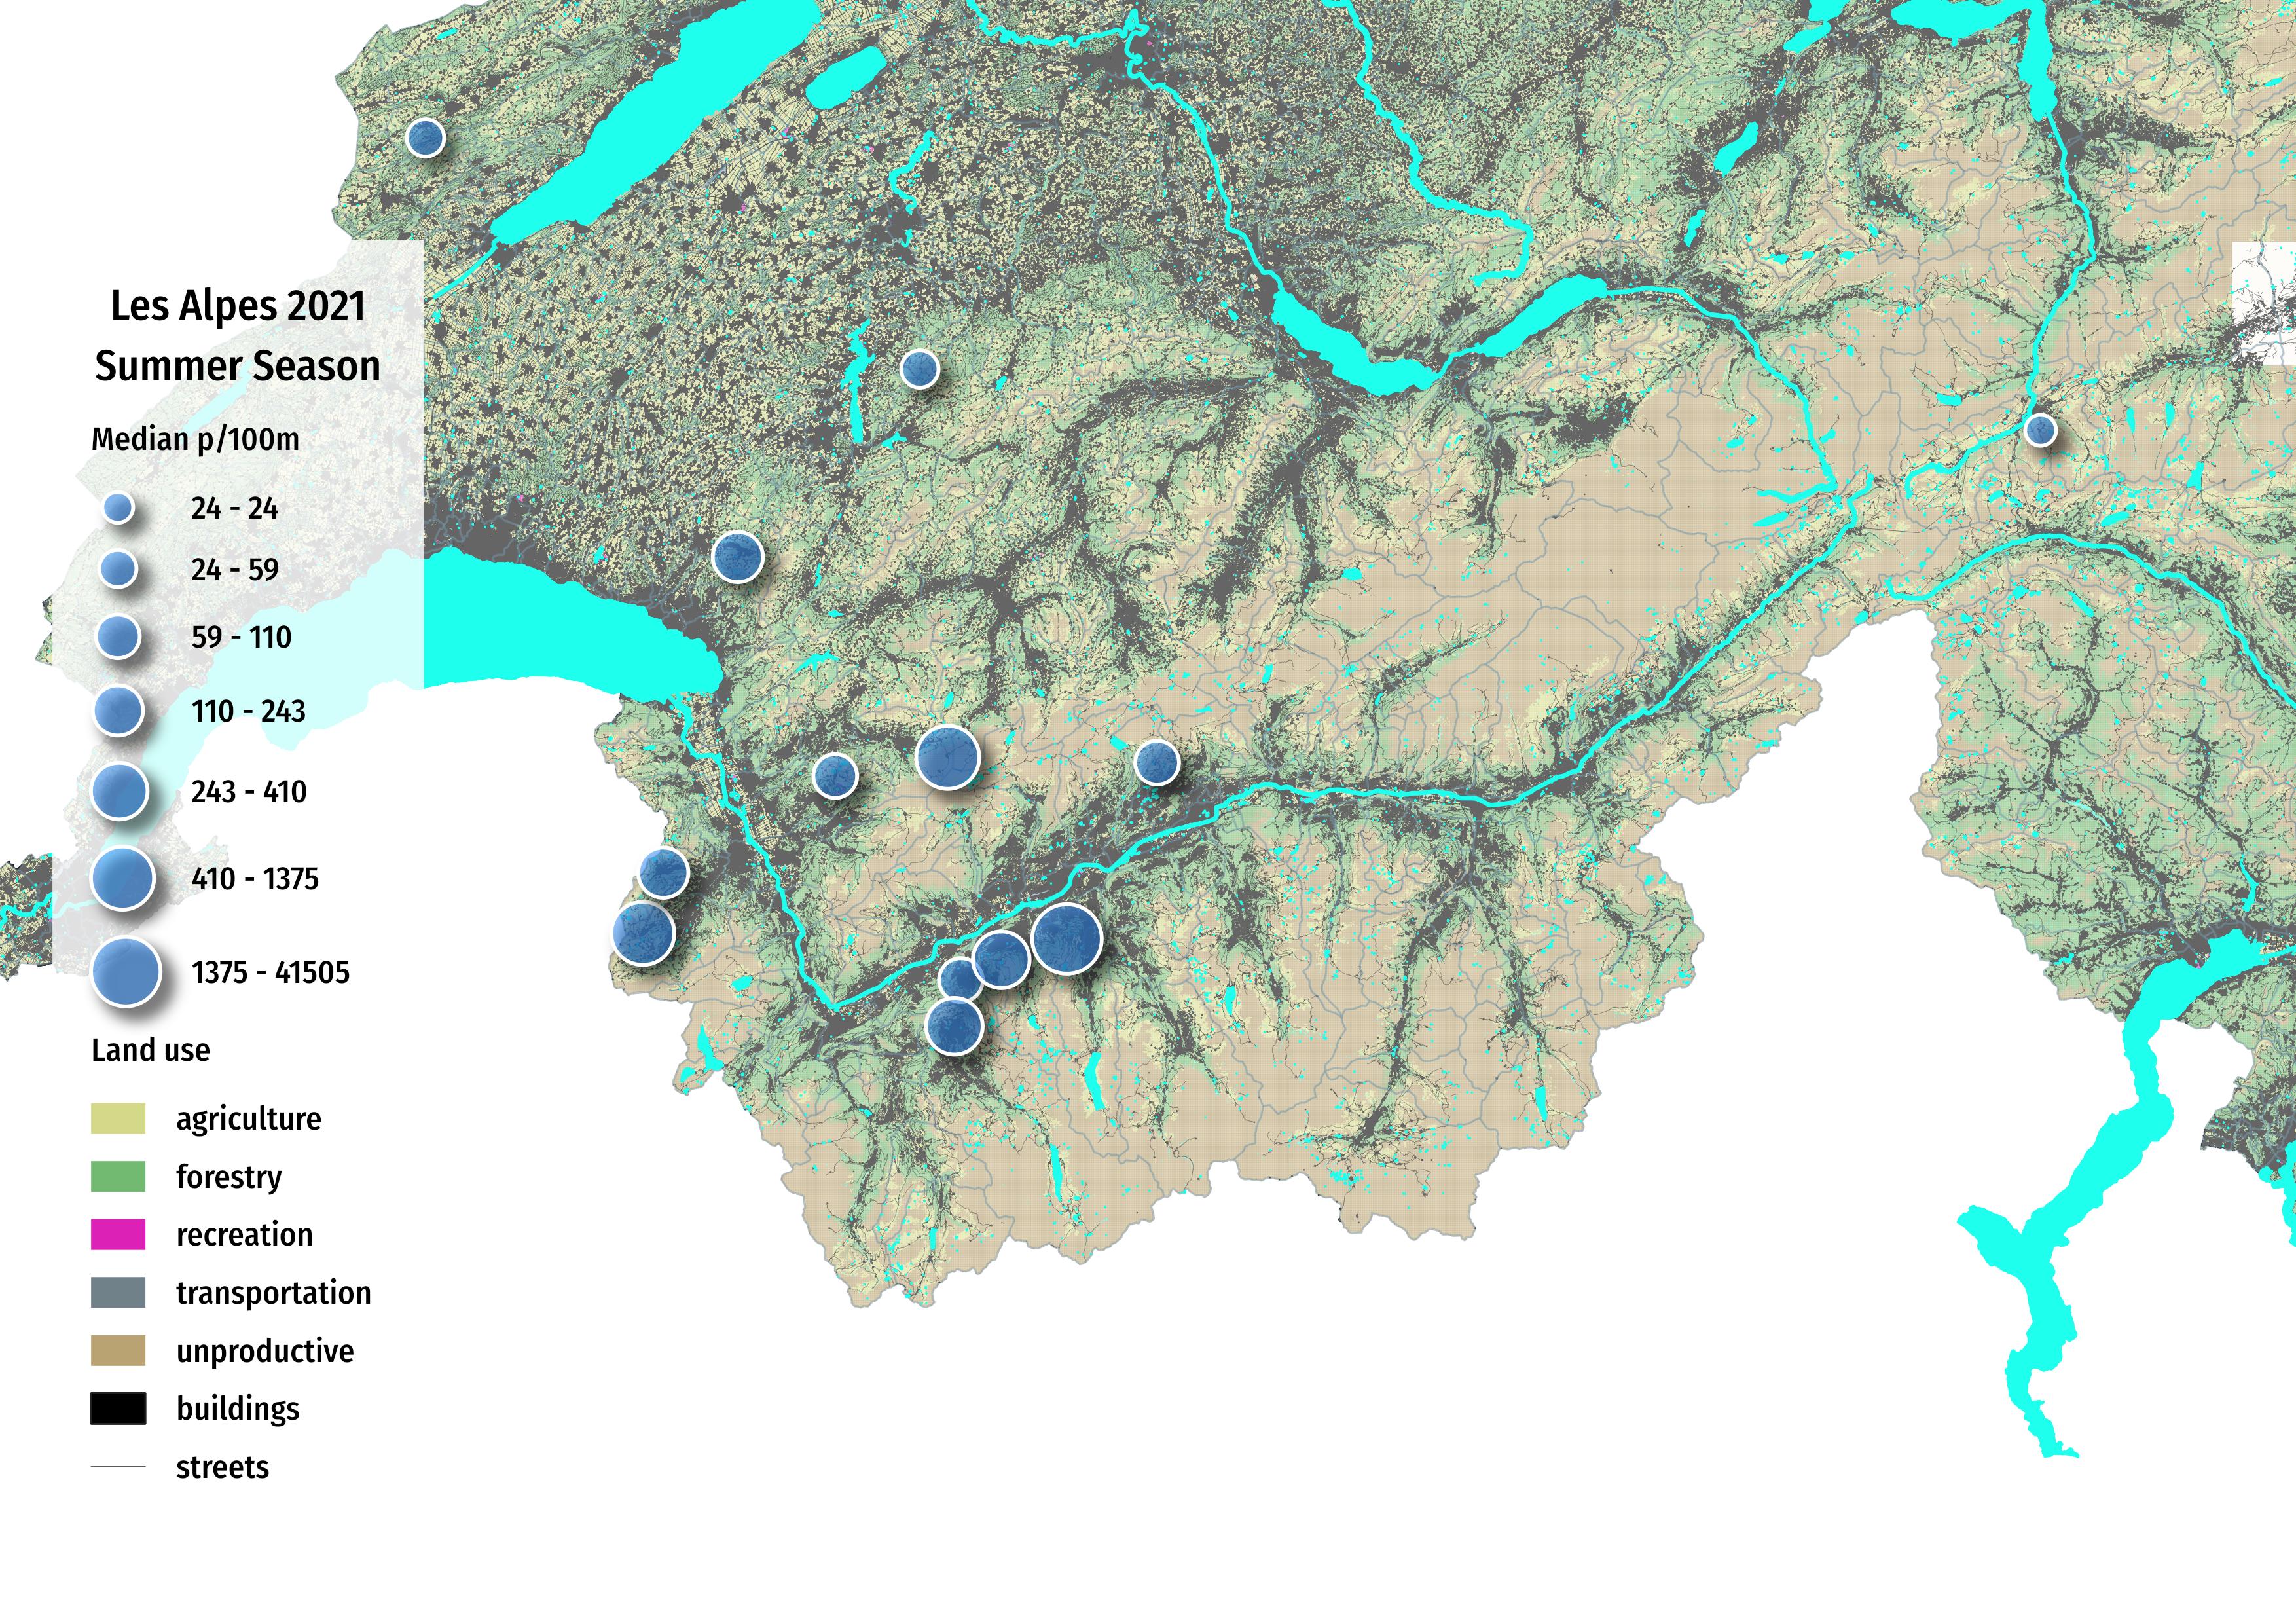 Les Alpes 2021
Summer Season
Median p/100m
24 - 24
24 - 59
59 - 110
110 - 243
243 - 410
410 - 1375
1375 - 41505
Land use
agriculture
forestry
recreation
transportation
unproductive
buildings
streets